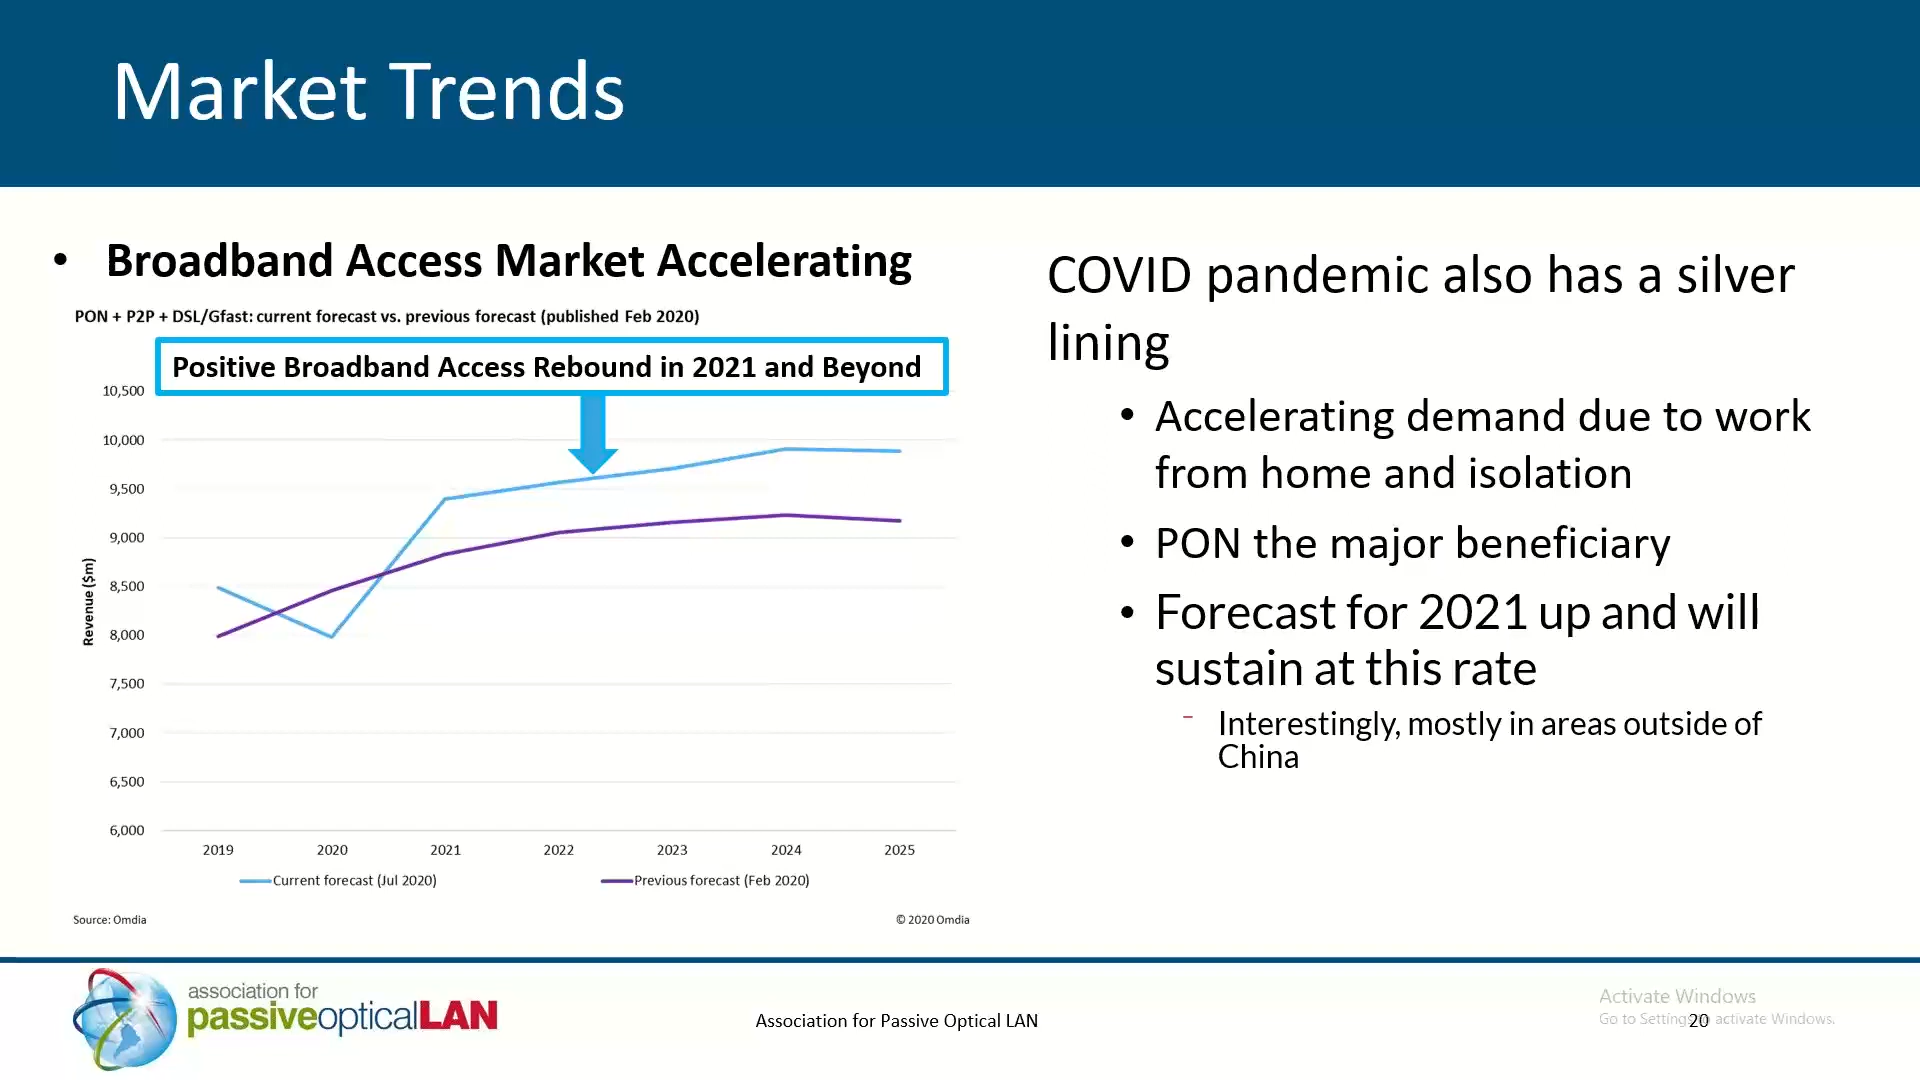 Market Trends
• Broadband Access Market Accelerating
PON + P2P + DSL/Gfast: current forecast vs. previous forecast (published Feb 2020)
Positive Broadband Access Rebound in 2021 and Beyond
10,500
10,000
9,500
9,000
8,500
8,000
7,500
7,000
6,500
6,000
Revenue ($m)
2019 2020 2021 2022 2023 2024 2025
Current forecast (Jul 2020) Previous forecast (Feb 2020)
Source: Omdia © 2020 Omdia
COVID pandemic also has a silver
lining
• Accelerating demand due to work
from home and isolation
• PON the major beneficiary
• Forecast for 2021 up and will
sustain at this rate
- Interestingly, mostly in areas outside of
China
association for
passiveopticalLAN
Association for Passive Optical LAN
Activate Windows
Go to Settings activate Windows.
20